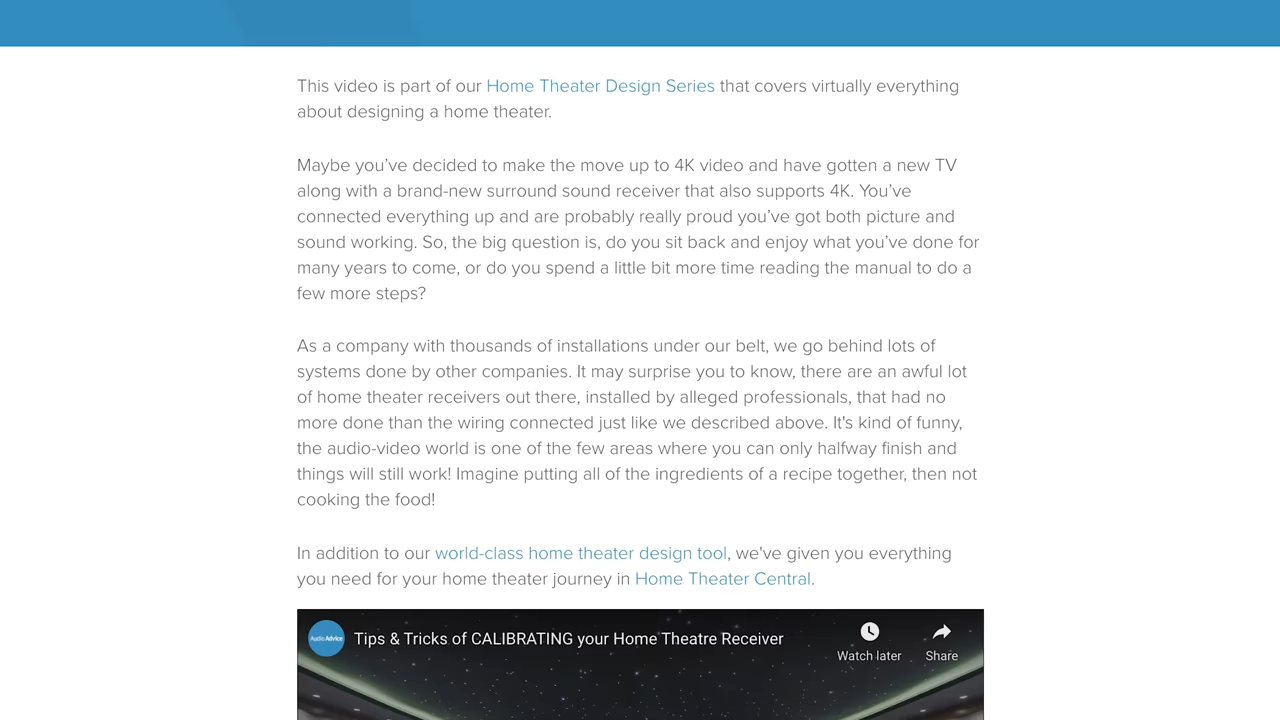 This video is part of our Home Theater Design Series that covers virtually everything
about designing a home theater.
Maybe you’ve decided to make the move up to 4K video and have gotten a new TV
along with a brand-new surround sound receiver that also supports 4K. You’ve
connected everything up and are probably really proud you’ve got both picture and
sound working. So, the big question is, do you sit back and enjoy what you’ve done for
many years to come, or do you spend a little bit more time reading the manual to do a
few more steps?
As a company with thousands of installations under our belt, we go behind lots of
systems done by other companies. It may surprise you to know, there are an awful lot
of home theater receivers out there, installed by alleged professionals, that had no
more done than the wiring connected just like we described above. It's kind of funny,
the audio-video world is one of the few areas where you can only halfway finish and
things will still work! Imagine putting all of the ingredients of a recipe together, then not
cooking the food!
In addition to our world-class home theater design tool, we've given you everything
you need for your home theater journey in Home Theater Central.
Audio Advice
Tips & Tricks of CALIBRATING your Home Theatre Receiver
Watch later
Share